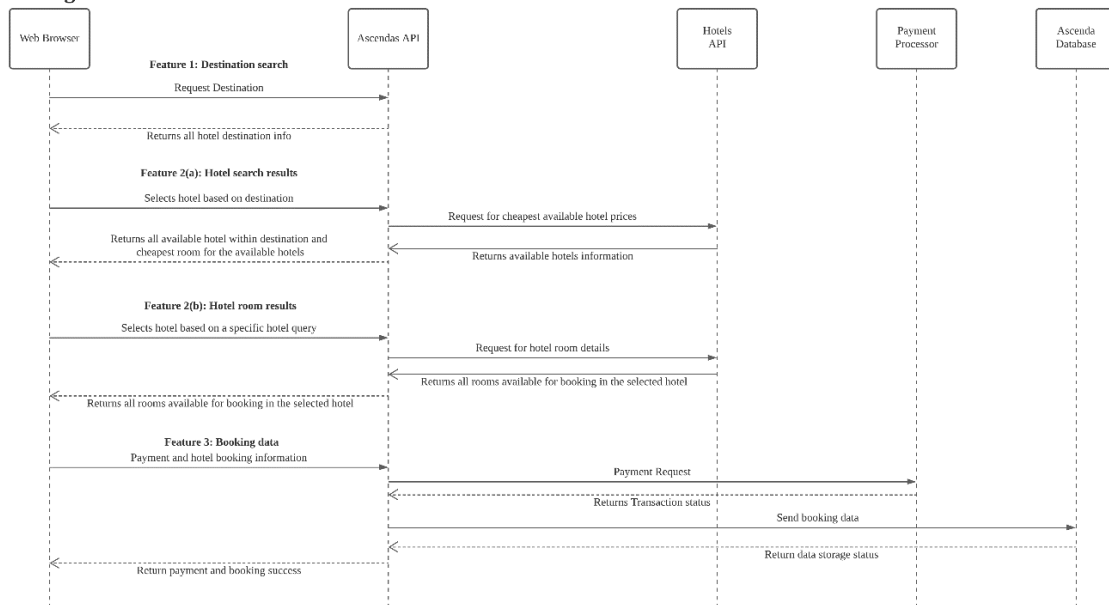 Web Browser
Ascendas API
Hotels
API
Payment
Processor
Ascenda
Database
Feature 1: Destination search
Request Destination
Returns all hotel destination info
Feature 2(a): Hotel search results
Selects hotel based on destination
Request for cheapest available hotel prices
Returns all available hotel within destination and
cheapest room for the available hotels
Returns available hotels information
Feature 2(b): Hotel room results
Selects hotel based on a specific hotel query
Request for hotel room details
Returns all rooms available for booking in the selected hotel
Returns all rooms available for booking in the selected hotel
Feature 3: Booking data
Payment and hotel booking information
Payment Request
Returns Transaction status
Send booking data
Return data storage status
Return payment and booking success